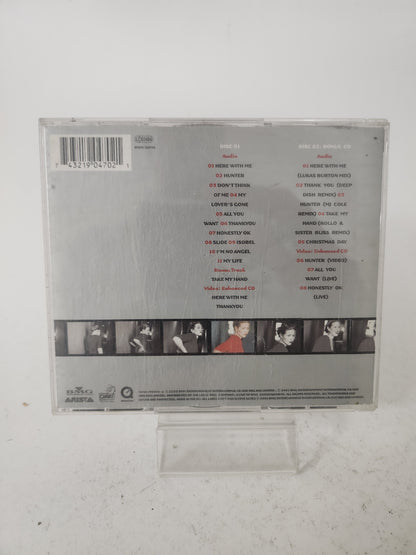 7 43219 04702 1
DISC 01
Audio
01 HERE WITH ME
02 HUNTER
03 DON'T THINK
OF ME 04 MY
LOVER'S GONE
05 ALL YOU
WANT 06 THANKYOU
07 HONESTLY OK
08 SLIDE 09 ISOBEL
10 I'M NO ANGEL
11 MY LIFE
Bonus Track
TAKE MY HAND
Video: Enhanced CD
HERE WITH ME
THANKYOU
DISC 02: BONUS CD
Audio
01 HERE WITH ME
(LUKAS BURTON MIX)
02 THANK YOU (DEEP
DISH REMIX) 03
HUNTER (MJ COLE
REMIX) 04 TAKE MY
HAND (ROLLO &
SISTER BLISS REMIX)
05 CHRISTMAS DAY
Video: Enhanced CD
06 HUNTER (VIDEO)
07 ALL YOU
WANT (LIVE)
08 HONESTLY OK
(LIVE)
BMG
ARISTA